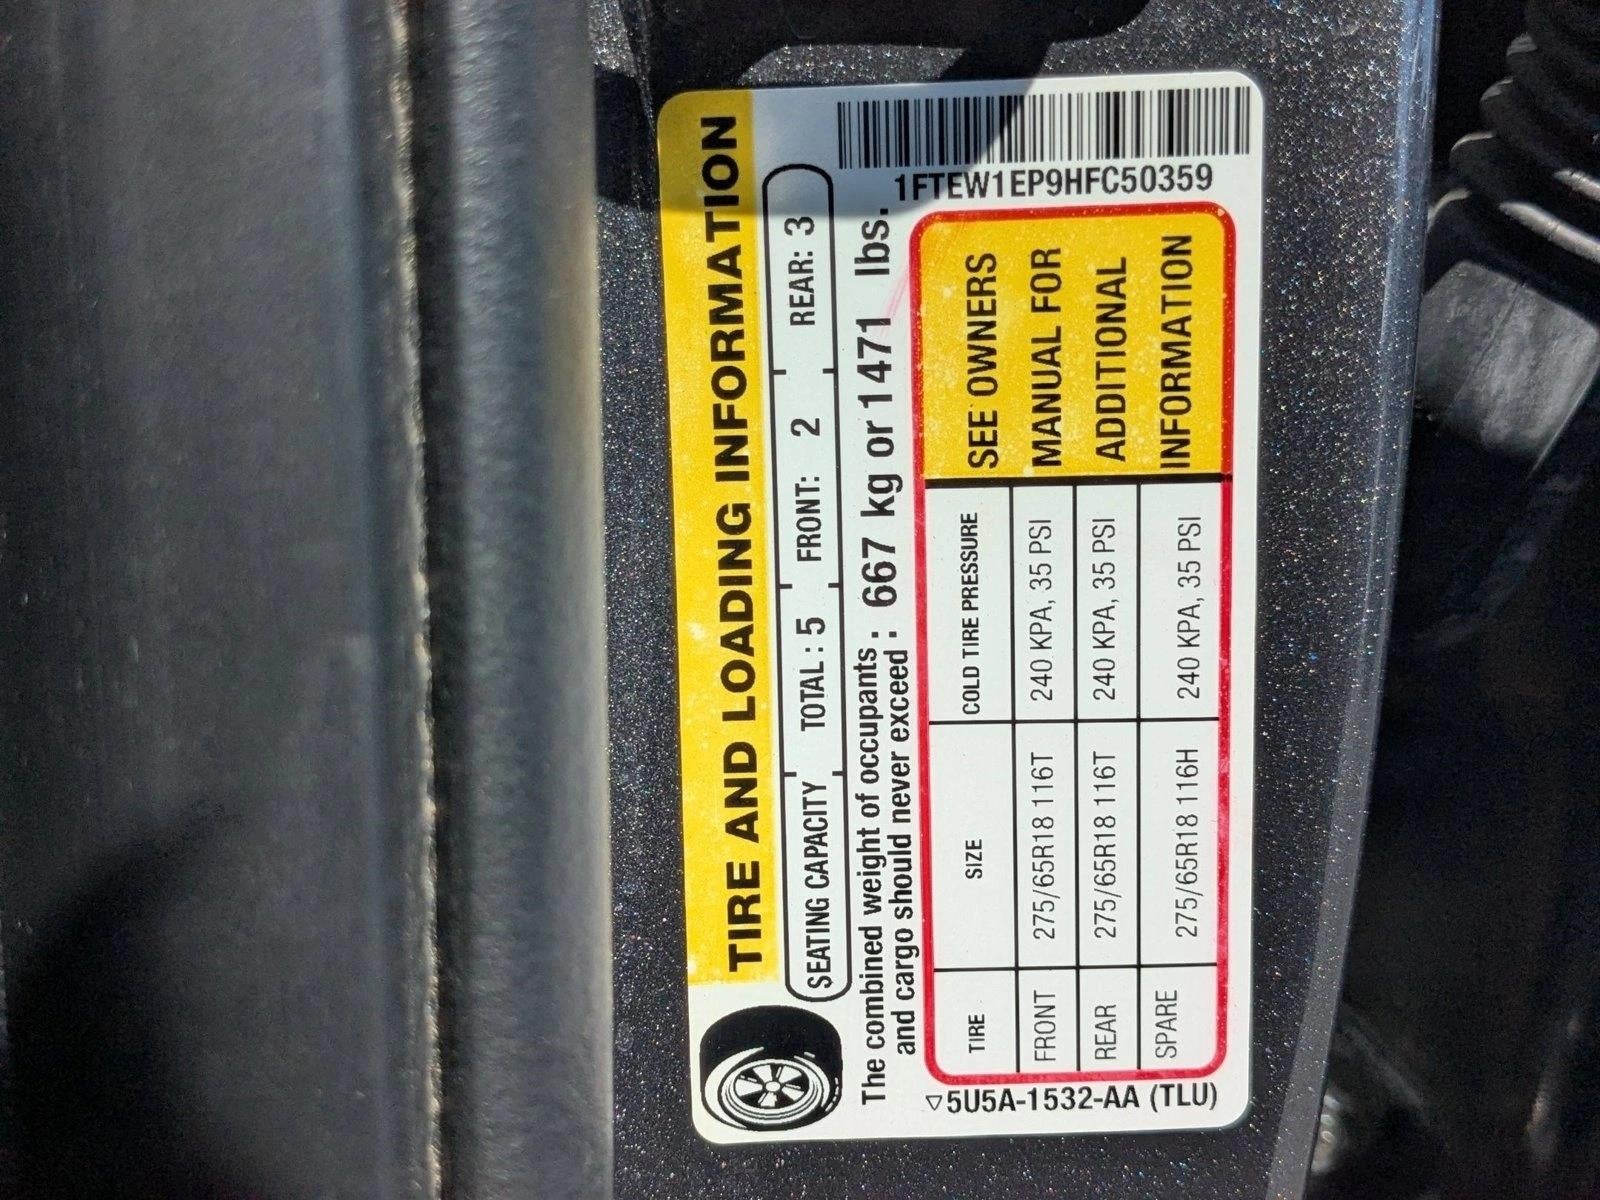 TIRE AND LOADING INFORMATION
SEATING CAPACITY TOTAL : 5 FRONT: 2 REAR: 3
The combined weight of occupants
and cargo should never exceed : 667 kg or 1471 lbs.
1FTEW1EP9HFC50359
TIRE SIZE COLD TIRE PRESSURE
FRONT 275/65R18 116T 240 KPA, 35 PSI
REAR 275/65R18 116T 240 KPA, 35 PSI
SPARE 275/65R18 116H 240 KPA, 35 PSI
SEE OWNERS
MANUAL FOR
ADDITIONAL
INFORMATION
5U5A-1532-AA (TLU)